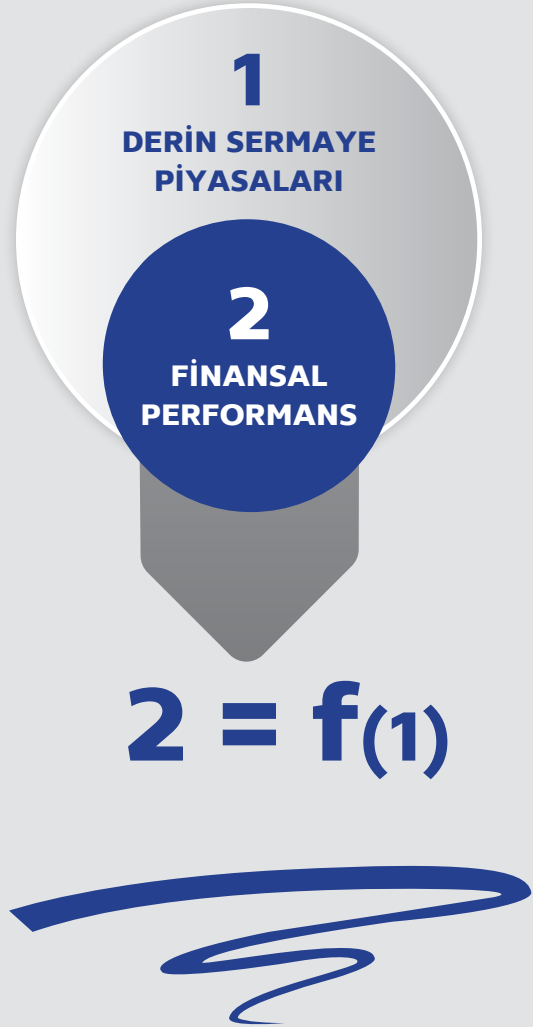 1
DERİN SERMAYE
PİYASALARI
2
FİNANSAL
PERFORMANS
2 = f(1)